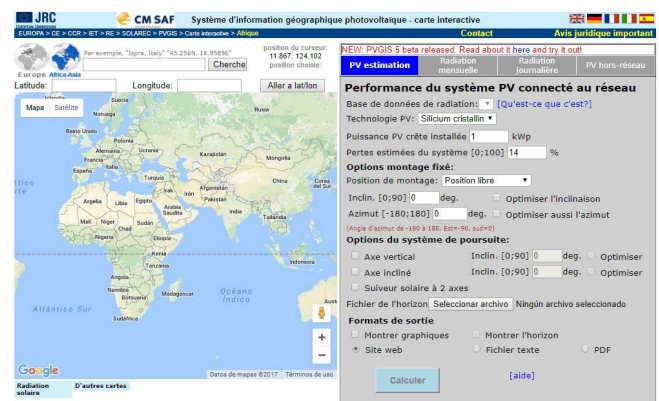 JRC
EUROPEAN COMMISSION
CM SAF
Système d'information géographique photovoltaïque - carte interactive
EUROPA > CE > CCR > IET > RE > SOLAREC > PVGIS > Carte interactive > Afrique
Contact
Avis juridique important
Par exemple, "Ispra, Italy" "45.256N, 16.9589E"
Cherche
position du curseur:
11.867, 124.102
position choisie:
Europe
Africa-Asia
Latitude:
Longitude:
Aller a lat/lon
Mapa
Satélite
Islandia
Suecia
Noruega
Rusia
Reino Unido
Polonia
Alemania
Ucrania
Francia
Kazajistán
Mongolia
Italia
España
Turquía
China
Corea del Sur
Irak
Irán
Afganistán
Pakistán
Argelia
Libia
Egipto
Arabia Saudita
India
Tailandia
Mali
Níger
Sudán
Chad
Nigeria
Etiopía
Kenia
Indonesia
Tanzania
Angola
Namibia
Botsuana
Madagascar
Océano Índico
Aust
Atlántico Sur
Sudáfrica
+
−
Google
Datos de mapas ©2017
Términos de uso
Radiation solaire
D'autres cartes
NEW: PVGIS 5 beta released. Read about it here and try it out!
PV estimation
Radiation mensuelle
Radiation journalière
PV hors-réseau
Performance du système PV connecté au réseau
Base de données de radiation: [Qu'est-ce que c'est?]
Technologie PV: Silicium cristallin
Puissance PV crête installée 1 kWp
Pertes estimées du système [0;100] 14 %
Options montage fixé:
Position de montage: Position libre
Inclin. [0;90] 0 deg. Optimiser l'inclinaison
Azimut [-180;180] 0 deg. Optimiser aussi l'azimut
(Angle d'azimut de -180 à 180. Est=-90, sud=0)
Options du système de poursuite:
Axe vertical Inclin. [0;90] 0 deg. Optimiser
Axe incliné Inclin. [0;90] 0 deg. Optimiser
Suiveur solaire à 2 axes
Fichier de l'horizon Seleccionar archivo Ningún archivo seleccionado
Formats de sortie
Montrer graphiques Montrer l'horizon
Site web Fichier texte PDF
Calculer
[aide]